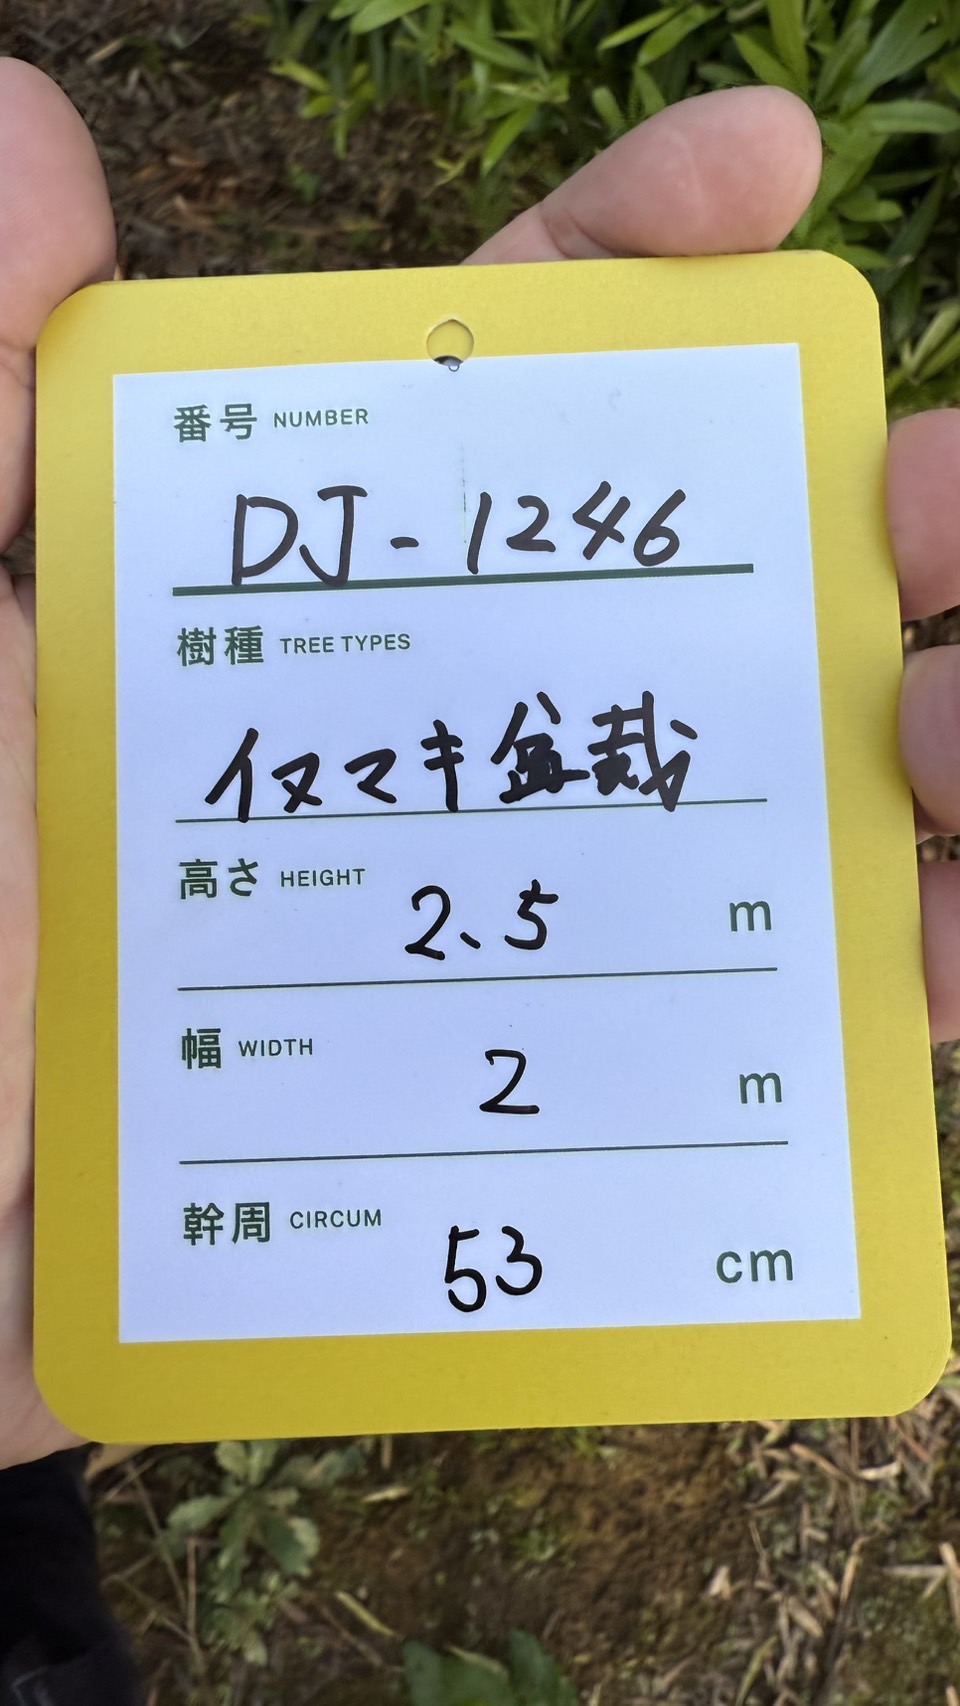 番号 NUMBER
DJ-1246
樹種 TREE TYPES
イヌマキ盆栽
高さ HEIGHT 2.5 m
幅 WIDTH 2 m
幹周 CIRCUM 53 cm